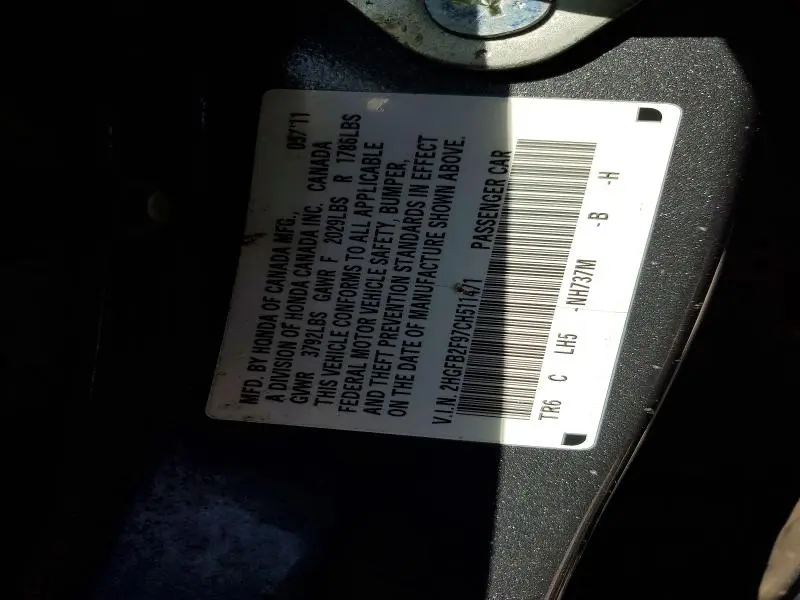 MFD. BY HONDA OF CANADA MFG.,
A DIVISION OF HONDA CANADA INC. CANADA
GVWR 3792LBS GAWR F 2029LBS R 1786LBS
THIS VEHICLE CONFORMS TO ALL APPLICABLE
FEDERAL MOTOR VEHICLE SAFETY, BUMPER,
AND THEFT PREVENTION STANDARDS IN EFFECT
ON THE DATE OF MANUFACTURE SHOWN ABOVE.
V.I.N. 2HGFB2F97CH511471 PASSENGER CAR
TR6 C LH5 -NH737M -B -H